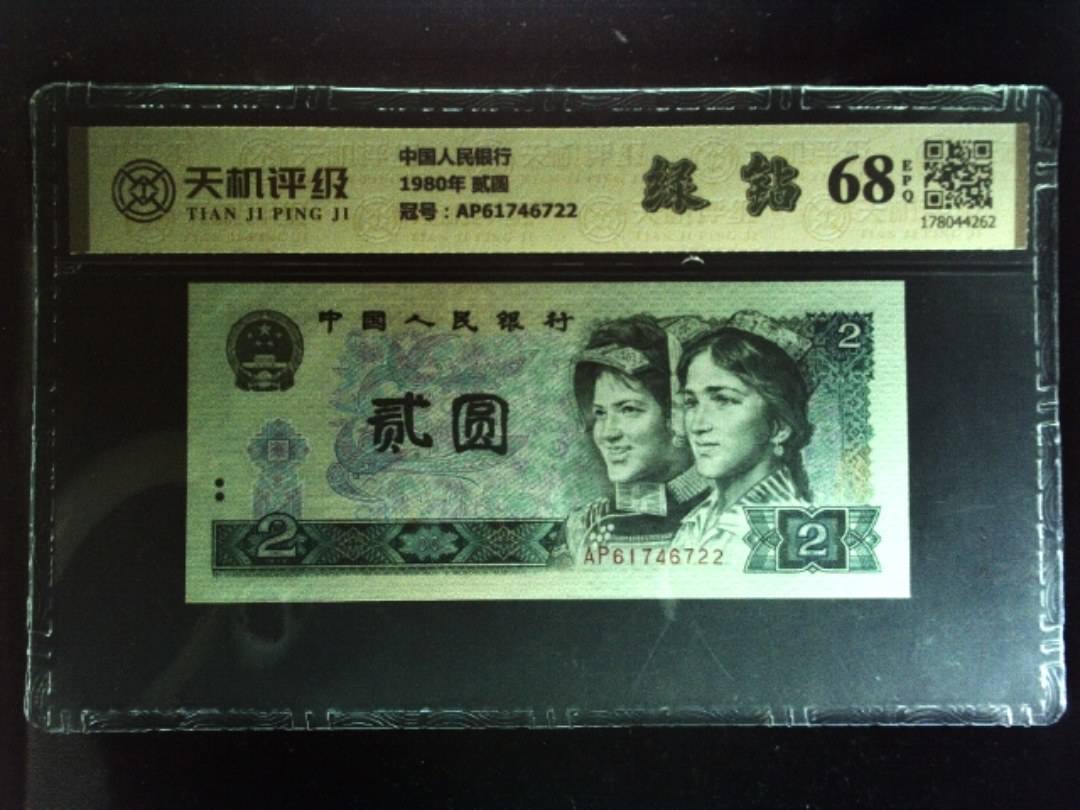 天机评级
TIAN JI PING JI
中国人民银行
1980年 贰圆
冠号：AP61746722
绿 钻
68
EPQ
178044262
中国人民银行
2
贰圆
2
AP61746722
2